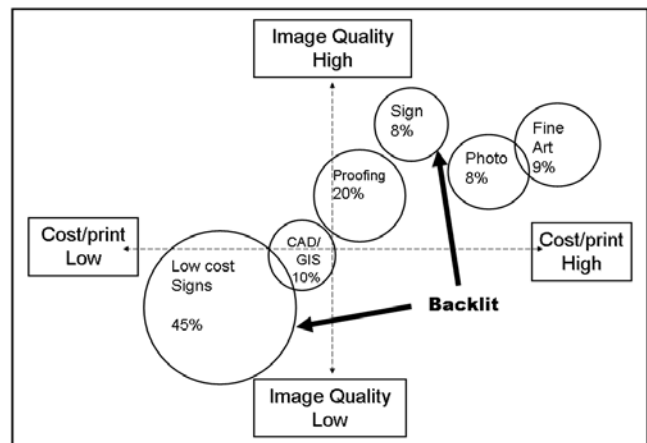 Image Quality
High
Sign
8%
Fine
Art
9%
Photo
8%
Proofing
20%
Cost/print
Low
CAD/
GIS
10%
Cost/print
High
Low cost
Signs
45%
Backlit
Image Quality
Low